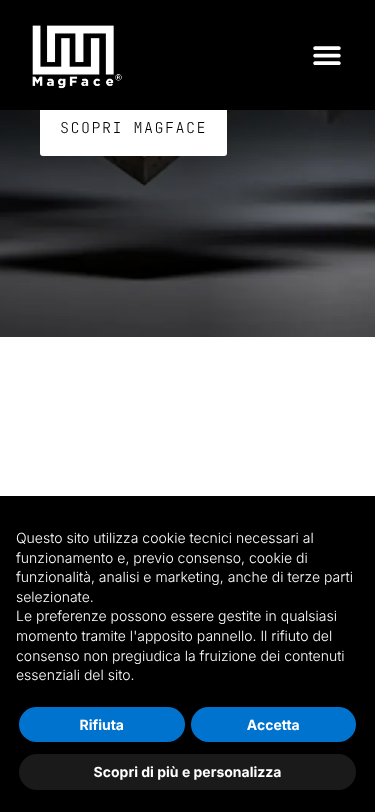 MagFace®
SCOPRI MAGFACE
Questo sito utilizza cookie tecnici necessari al
funzionamento e, previo consenso, cookie di
funzionalità, analisi e marketing, anche di terze parti
selezionate.
Le preferenze possono essere gestite in qualsiasi
momento tramite l'apposito pannello. Il rifiuto del
consenso non pregiudica la fruizione dei contenuti
essenziali del sito.
Rifiuta
Accetta
Scopri di più e personalizza